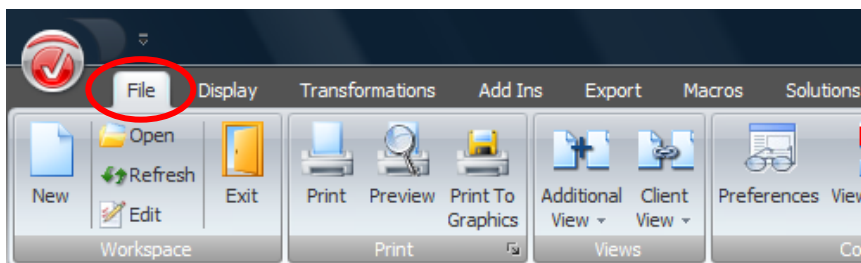 File Display Transformations Add Ins Export Macros Solutions
New Open Refresh Edit Exit Print Preview Print To Graphics Additional View Client View Preferences
Workspace Print Views